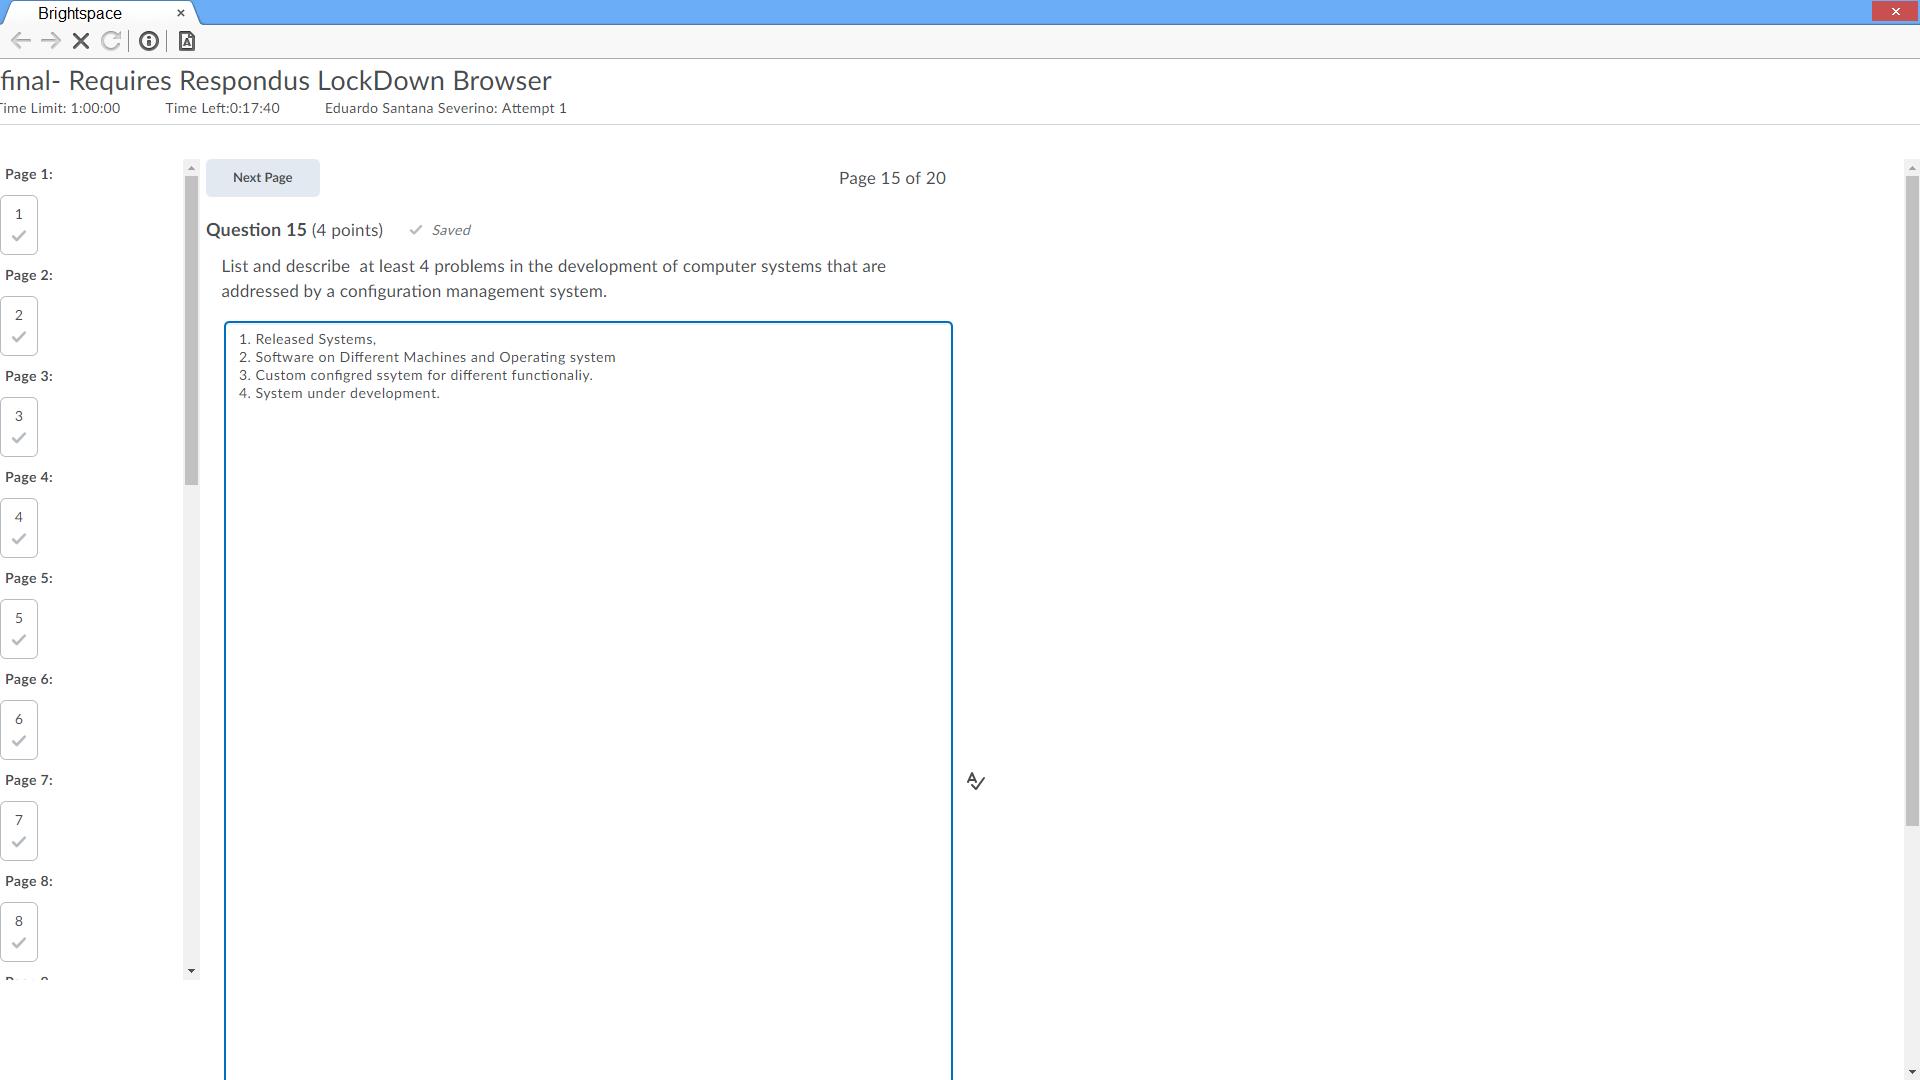 Brightspace
final- Requires Respondus LockDown Browser
Time Limit: 1:00:00 Time Left:0:17:40 Eduardo Santana Severino: Attempt 1
Page 1:
1
Page 2:
2
Page 3:
3
Page 4:
4
Page 5:
5
Page 6:
6
Page 7:
7
Page 8:
8
Next Page
Page 15 of 20
Question 15 (4 points) Saved
List and describe at least 4 problems in the development of computer systems that are
addressed by a configuration management system.
1. Released Systems,
2. Software on Different Machines and Operating system
3. Custom configred ssytem for different functionaliy.
4. System under development.